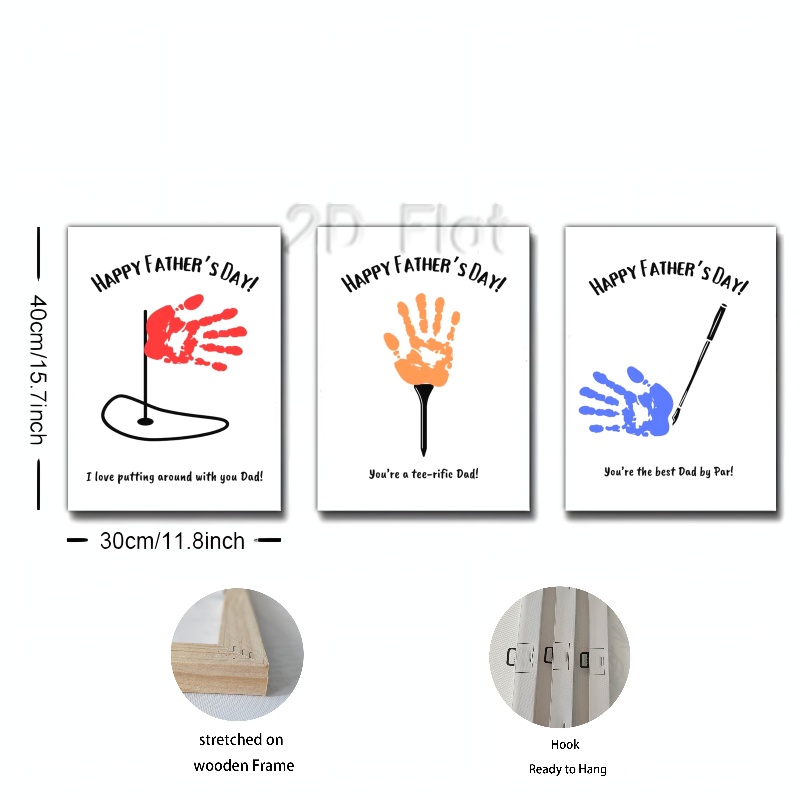 2D Flat
HAPPY FATHER'S DAY!
I love putting around with you Dad!
HAPPY FATHER'S DAY!
You're a tee-rific Dad!
HAPPY FATHER'S DAY!
You're the best Dad by Par!
40cm/15.7inch
30cm/11.8inch
stretched on
wooden Frame
Hook
Ready to Hang